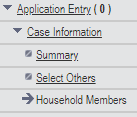 Application Entry ( 0 )
Case Information
Summary
Select Others
Household Members